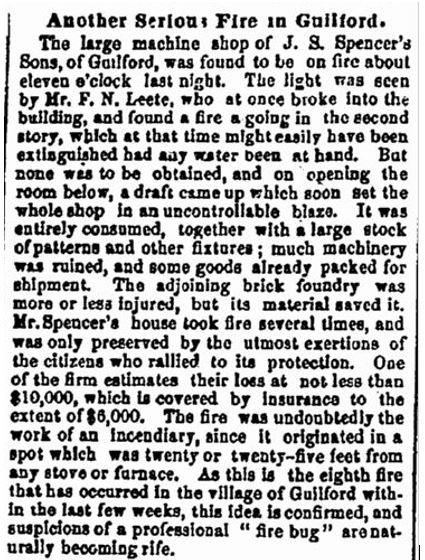 Another Serious Fire in Guilford.
The large machine shop of J. S. Spencer's
Sons, of Guilford, was found to be on fire about
eleven o'clock last night. The light was seen
by Mr. F. N. Leete, who at once broke into the
building, and found a fire a going in the second
story, which at that time might easily have been
extinguished had any water been at hand. But
none was to be obtained, and on opening the
room below, a draft came up which soon set the
whole shop in an uncontrollable blaze. It was
entirely consumed, together with a large stock
of patterns and other fixtures; much machinery
was ruined, and some goods already packed for
shipment. The adjoining brick foundry was
more or less injured, but its material saved it.
Mr. Spencer's house took fire several times, and
was only preserved by the utmost exertions of
the citizens who rallied to its protection. One
of the firm estimates their loss at not less than
$10,000, which is covered by insurance to the
extent of $6,000. The fire was undoubtedly the
work of an incendiary, since it originated in a
spot which was twenty or twenty-five feet from
any stove or furnace. As this is the eighth fire
that has occurred in the village of Guilford with-
in the last few weeks, this idea is confirmed, and
suspicions of a professional "fire bug" are nat-
urally becoming rife.